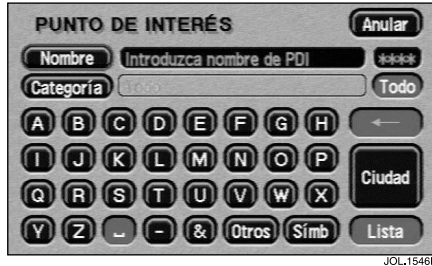 PUNTO DE INTERÉS Anular
Nombre Introduzca nombre de PDI ****
Categoría Todo Todo
A B C D E F G H ←
I J K L M N O P
Ciudad
Q R S T U V W X
Y Z ␣ - & Otros Símb Lista
JOL.1546